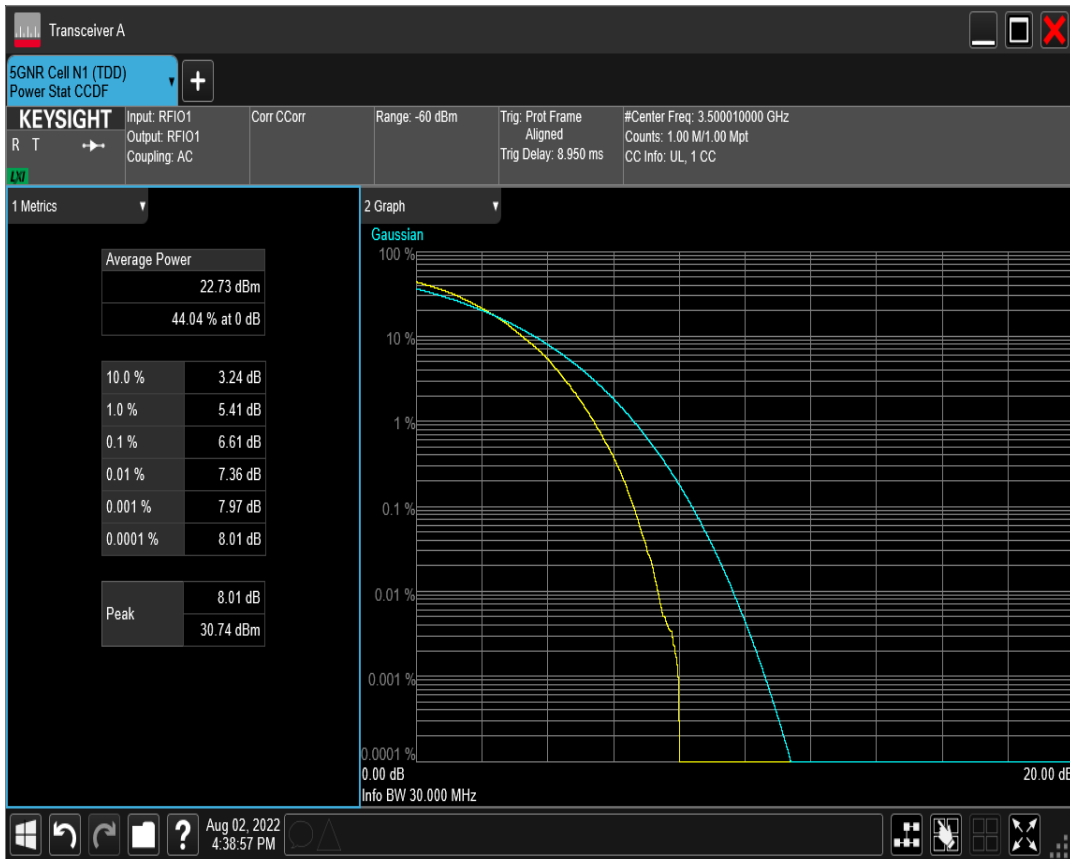 Transceiver A
5GNR Cell N1 (TDD)
Power Stat CCDF
+
KEYSIGHT
R T
LXI
Input: RFIO1
Output: RFIO1
Coupling: AC
Corr CCorr
Range: -60 dBm
Trig: Prot Frame
Aligned
Trig Delay: 8.950 ms
#Center Freq: 3.500010000 GHz
Counts: 1.00 M/1.00 Mpt
CC Info: UL, 1 CC
1 Metrics
Average Power
22.73 dBm
44.04 % at 0 dB
10.0 % 3.24 dB
1.0 % 5.41 dB
0.1 % 6.61 dB
0.01 % 7.36 dB
0.001 % 7.97 dB
0.0001 % 8.01 dB
Peak
8.01 dB
30.74 dBm
2 Graph
Gaussian
100 %
10 %
1 %
0.1 %
0.01 %
0.001 %
0.0001 %
0.00 dB 20.00 dB
Info BW 30.000 MHz
?
Aug 02, 2022
4:38:57 PM